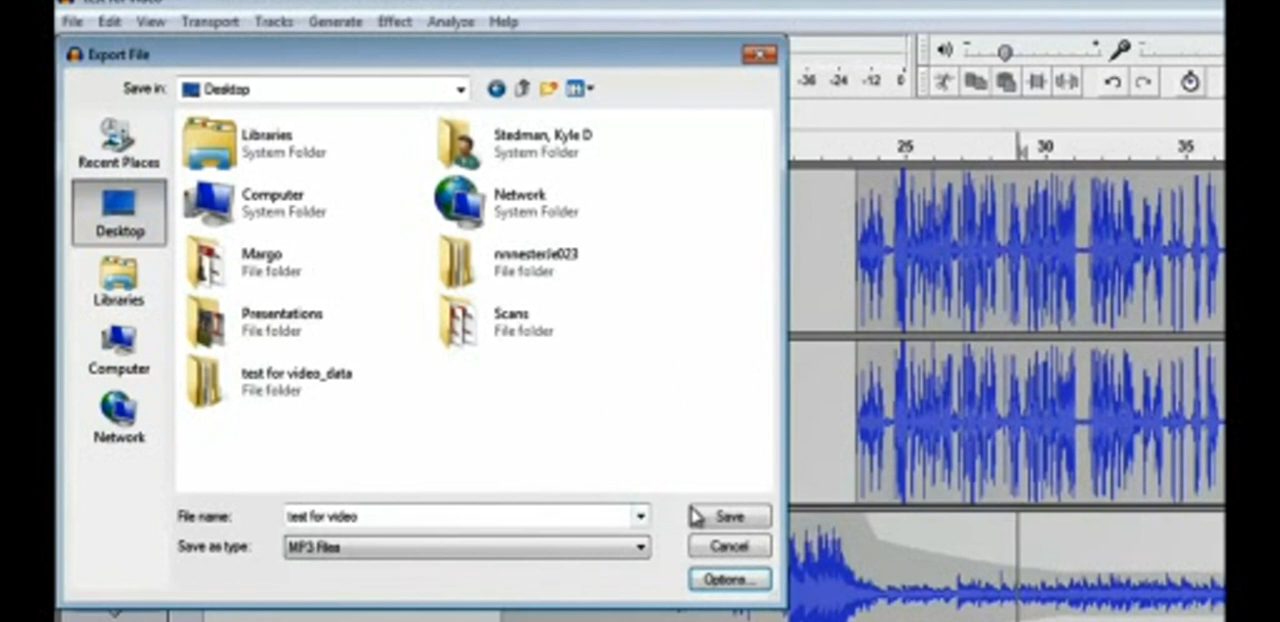 test for video
File Edit View Transport Tracks Generate Effect Analyze Help
Export File
Save in: Desktop
-36 -24 -12 0
Libraries
System Folder
Stedman, Kyle D
System Folder
Recent Places
25 30 35
Computer
System Folder
Network
System Folder
Desktop
Margo
File folder
File folder
Libraries
Presentations
File folder
Scans
File folder
Computer
test for video_data
File folder
Network
File name: test for video Save
Save as type: MP3 Files Cancel
Options...